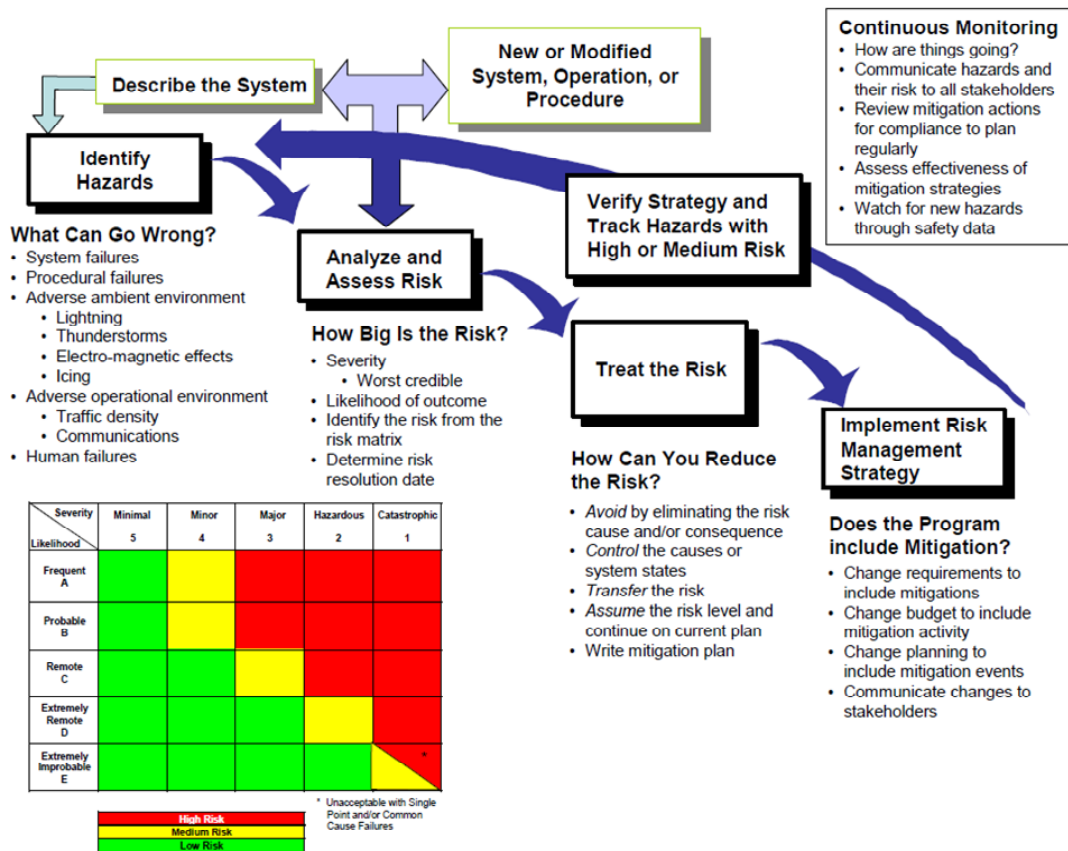 Describe the System
New or Modified
System, Operation, or
Procedure
Continuous Monitoring
• How are things going?
• Communicate hazards and
their risk to all stakeholders
• Review mitigation actions
for compliance to plan
regularly
• Assess effectiveness of
mitigation strategies
• Watch for new hazards
through safety data
Identify
Hazards
What Can Go Wrong?
• System failures
• Procedural failures
• Adverse ambient environment
• Lightning
• Thunderstorms
• Electro-magnetic effects
• Icing
• Adverse operational environment
• Traffic density
• Communications
• Human failures
Analyze and
Assess Risk
How Big Is the Risk?
• Severity
• Worst credible
• Likelihood of outcome
• Identify the risk from the
risk matrix
• Determine risk
resolution date
Verify Strategy and
Track Hazards with
High or Medium Risk
Treat the Risk
How Can You Reduce
the Risk?
• Avoid by eliminating the risk
cause and/or consequence
• Control the causes or
system states
• Transfer the risk
• Assume the risk level and
continue on current plan
• Write mitigation plan
Implement Risk
Management
Strategy
Does the Program
include Mitigation?
• Change requirements to
include mitigations
• Change budget to include
mitigation activity
• Change planning to
include mitigation events
• Communicate changes to
stakeholders
Severity
Likelihood
Minimal
5
Minor
4
Major
3
Hazardous
2
Catastrophic
1
Frequent
A
Probable
B
Remote
C
Extremely
Remote
D
Extremely
Improbable
E
*
* Unacceptable with Single
Point and/or Common
Cause Failures
High Risk
Medium Risk
Low Risk